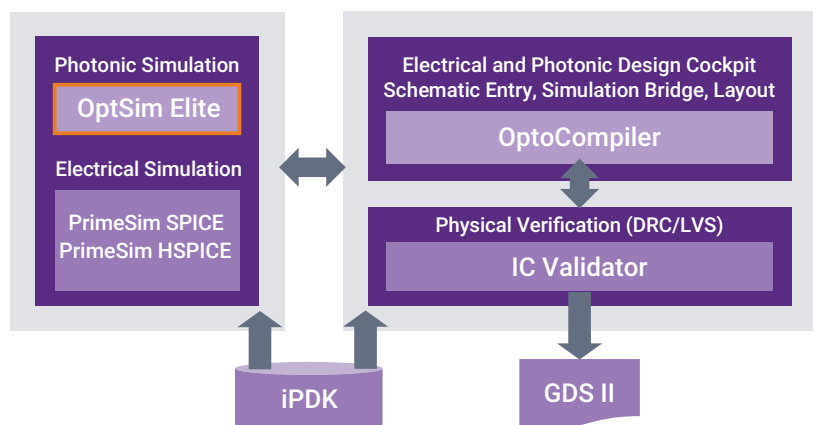 Photonic Simulation
OptSim Elite
Electrical Simulation
PrimeSim SPICE
PrimeSim HSPICE
Electrical and Photonic Design Cockpit
Schematic Entry, Simulation Bridge, Layout
OptoCompiler
Physical Verification (DRC/LVS)
IC Validator
iPDK
GDS II